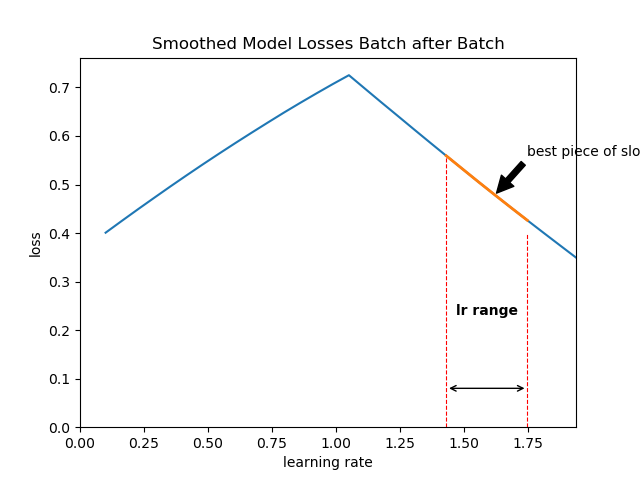 Smoothed Model Losses Batch after Batch
0.7
best piece of slo
0.6
0.5
0.4
loss
0.3
lr range
0.2
0.1
0.0
0.00 0.25 0.50 0.75 1.00 1.25 1.50 1.75
learning rate